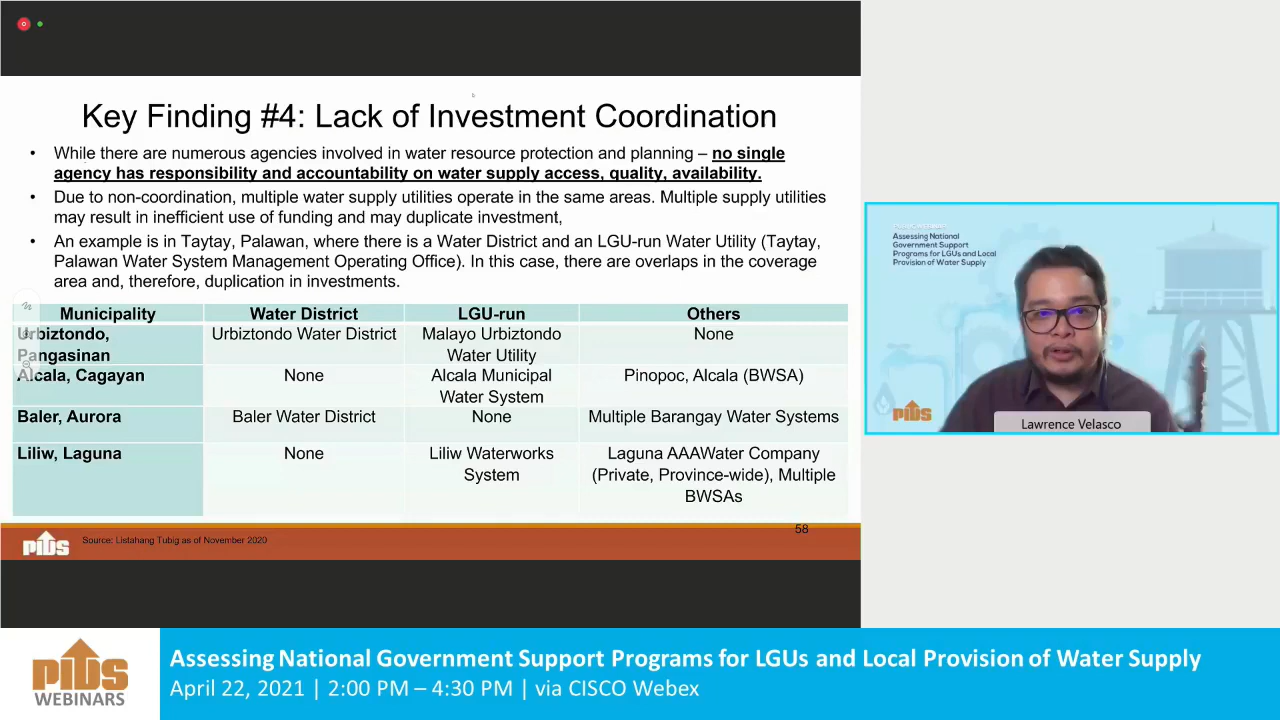 Key Finding #4: Lack of Investment Coordination
• While there are numerous agencies involved in water resource protection and planning – no single
agency has responsibility and accountability on water supply access, quality, availability.
• Due to non-coordination, multiple water supply utilities operate in the same areas. Multiple supply utilities
may result in inefficient use of funding and may duplicate investment,
• An example is in Taytay, Palawan, where there is a Water District and an LGU-run Water Utility (Taytay,
Palawan Water System Management Operating Office). In this case, there are overlaps in the coverage
area and, therefore, duplication in investments.
Municipality Water District LGU-run Others
Urbiztondo, Urbiztondo Water District Malayo Urbiztondo None
Pangasinan Water Utility
Alcala, Cagayan None Alcala Municipal Pinopoc, Alcala (BWSA)
Water System
Baler, Aurora Baler Water District None Multiple Barangay Water Systems
Liliw, Laguna None Liliw Waterworks Laguna AAAWater Company
System (Private, Province-wide), Multiple
BWSAs
58
PIDS
Source: Listahang Tubig as of November 2020
Assessing National
Government Support
Programs for LGUs and Local
Provision of Water Supply
PIDS
Lawrence Velasco
PIDS
WEBINARS
Assessing National Government Support Programs for LGUs and Local Provision of Water Supply
April 22, 2021 | 2:00 PM – 4:30 PM | via CISCO Webex